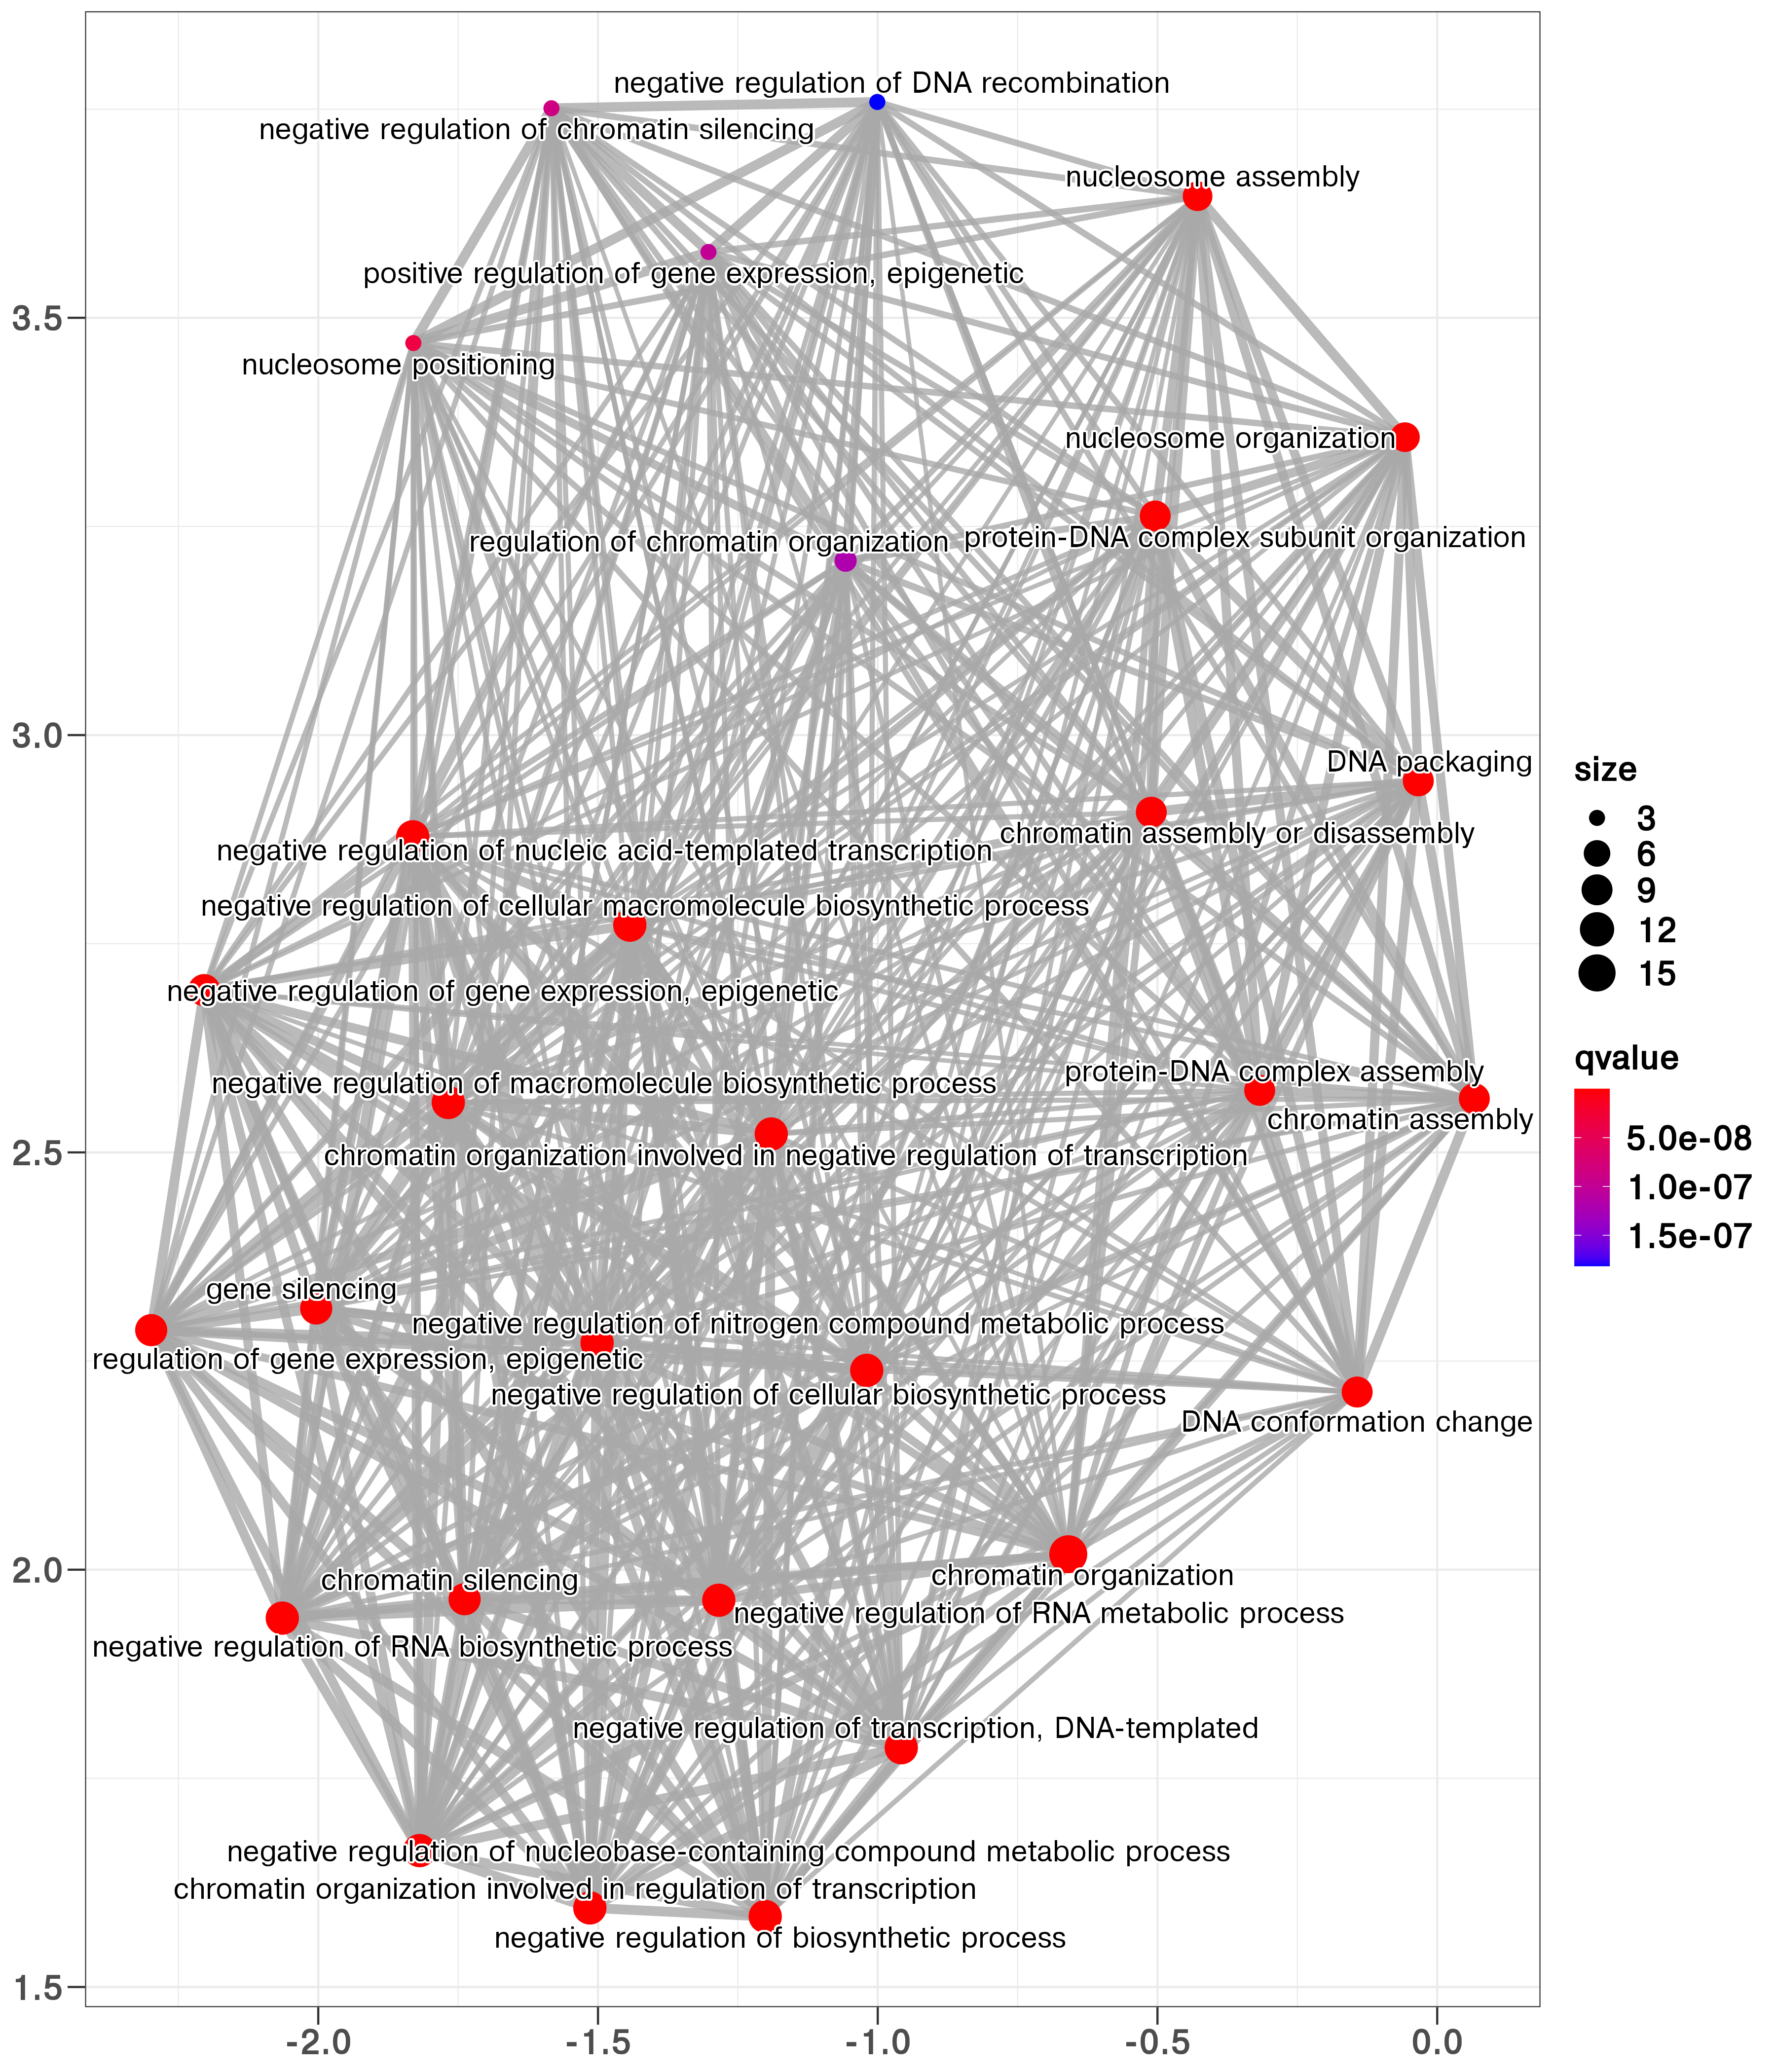 negative regulation of DNA recombination
negative regulation of chromatin silencing
nucleosome assembly
positive regulation of gene expression, epigenetic
3.5
nucleosome positioning
nucleosome organization
protein-DNA complex subunit organization
regulation of chromatin organization
3.0
DNA packaging
chromatin assembly or disassembly
negative regulation of nucleic acid-templated transcription
negative regulation of cellular macromolecule biosynthetic process
negative regulation of gene expression, epigenetic
protein-DNA complex assembly
negative regulation of macromolecule biosynthetic process
chromatin assembly
2.5
chromatin organization involved in negative regulation of transcription
gene silencing
negative regulation of nitrogen compound metabolic process
regulation of gene expression, epigenetic
negative regulation of cellular biosynthetic process
DNA conformation change
2.0
chromatin silencing
chromatin organization
negative regulation of RNA metabolic process
negative regulation of RNA biosynthetic process
negative regulation of transcription, DNA-templated
negative regulation of nucleobase-containing compound metabolic process
chromatin organization involved in regulation of transcription
negative regulation of biosynthetic process
1.5
-2.0
-1.5
-1.0
-0.5
0.0
size
3
6
9
12
15
qvalue
5.0e-08
1.0e-07
1.5e-07